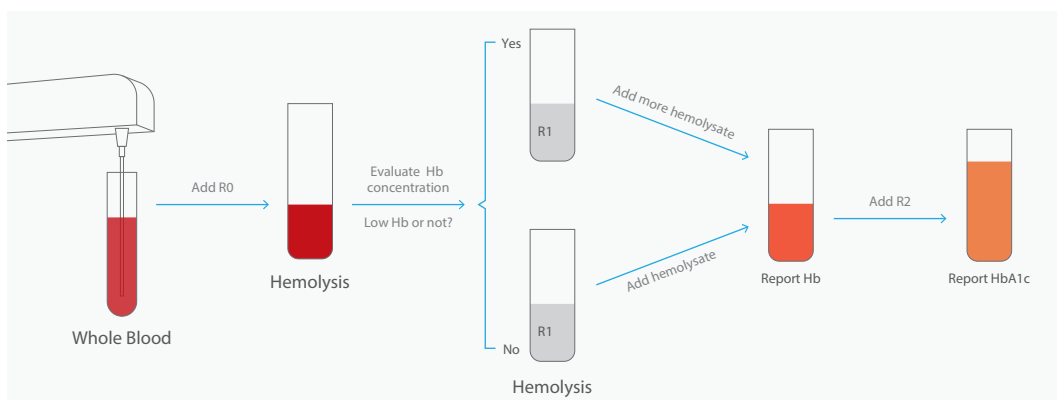 Whole Blood
Add R0
Hemolysis
Evaluate Hb
concentration
Low Hb or not?
Yes
R1
No
R1
Hemolysis
Add more hemolysate
Add hemolysate
Report Hb
Add R2
Report HbA1c